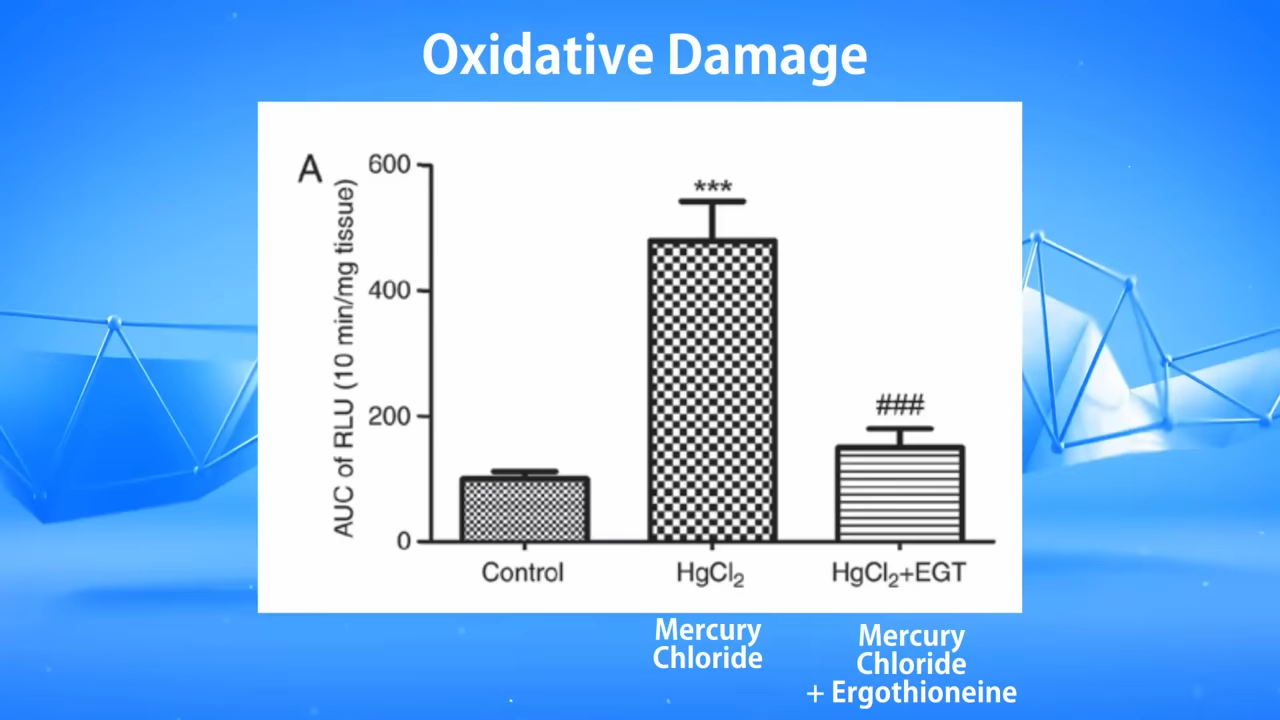 Oxidative Damage
A
AUC of RLU (10 min/mg tissue)
600
400
200
0
***
###
Control
HgCl₂
HgCl₂+EGT
Mercury
Chloride
Mercury
Chloride
+ Ergothioneine